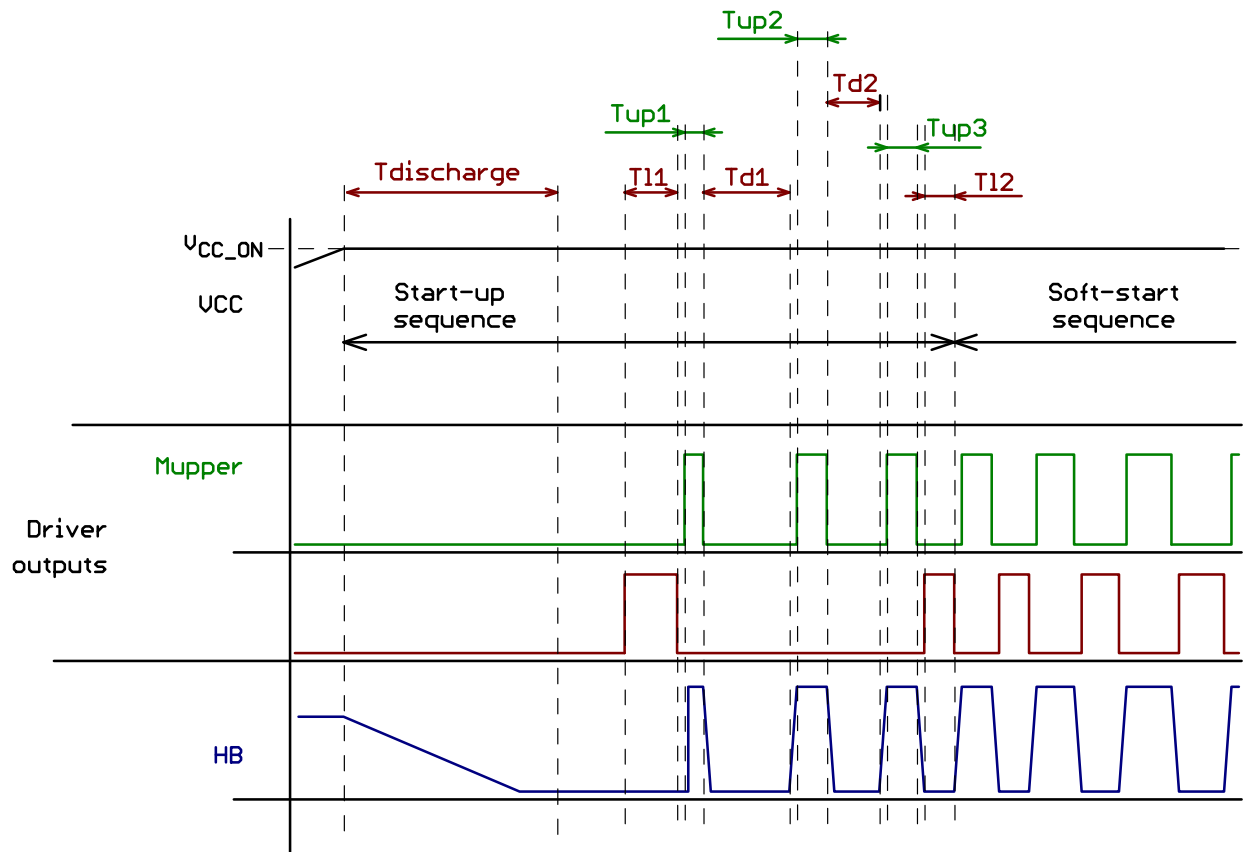 Tup2
Td2
Tup1
Tup3
Tdischarge
Tl1
Td1
Tl2
VCC_ON
VCC
Start-up
sequence
Soft-start
sequence
Mupper
Driver
outputs
HB